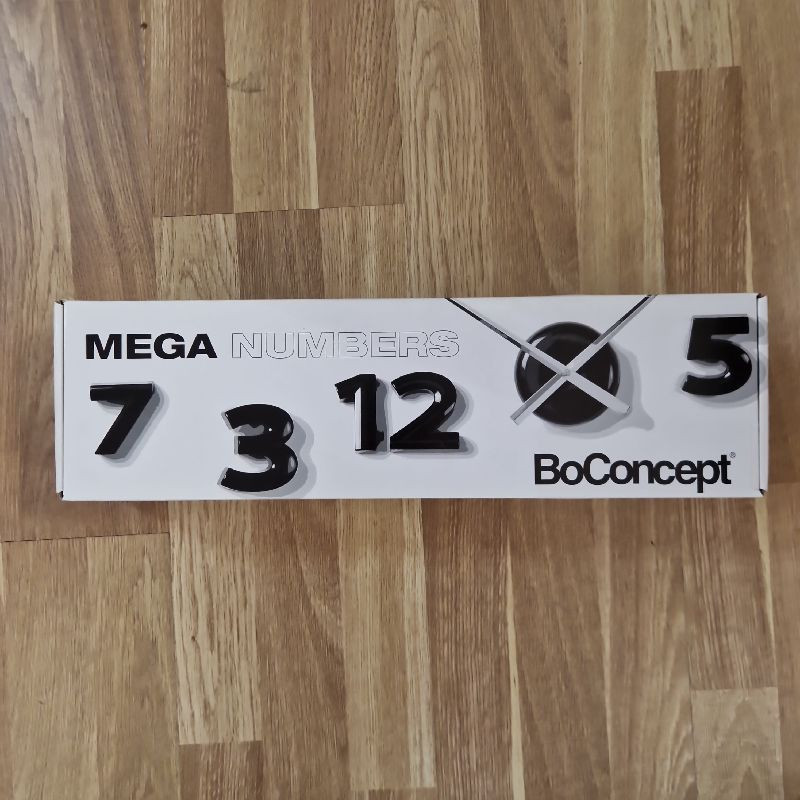 MEGA NUMBERS
7 3 12 5
BoConcept®